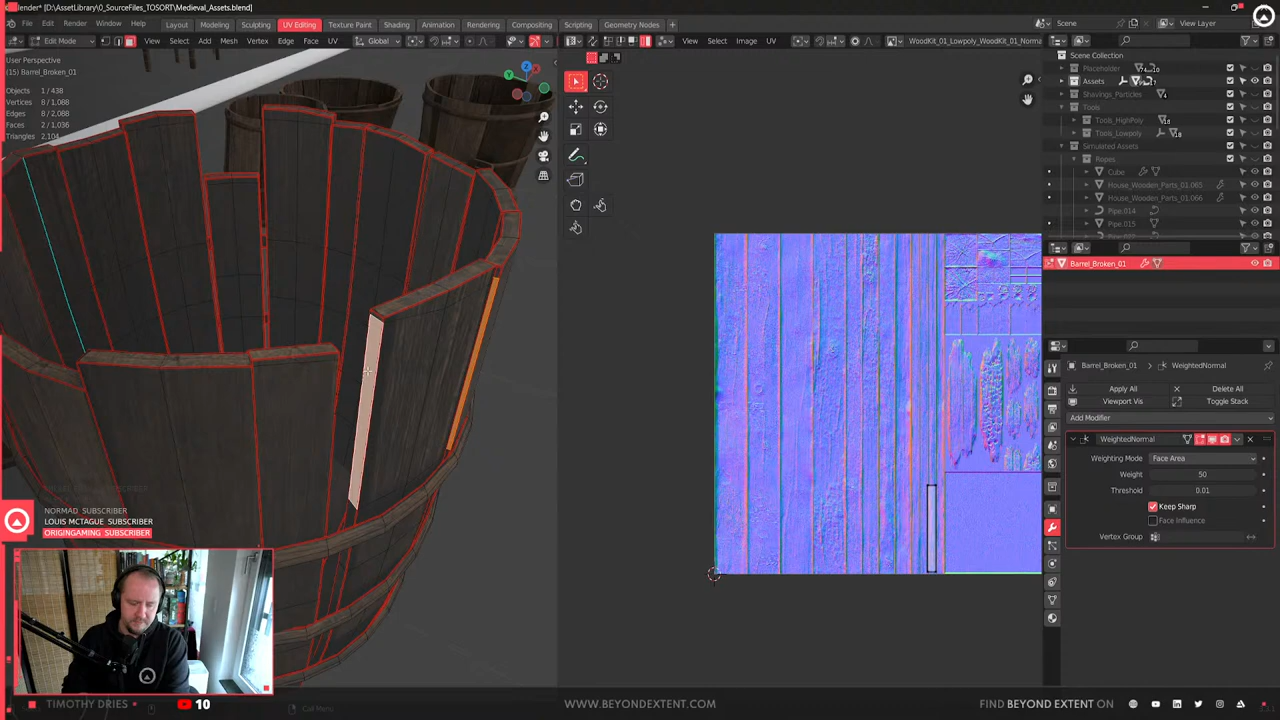 Blender* [D:\AssetLibrary\0_SourceFiles_TOSORT\Medieval_Assets.blend]
File Edit Render Window Help Layout Modeling Sculpting UV Editing Texture Paint Shading Animation Rendering Compositing Scripting Geometry Nodes + Scene View Layer
Edit Mode View Select Add Mesh Vertex Edge Face UV Global View Select Image UV WoodKit_01_Lowpoly_WoodKit_01_Norma
User Perspective
(15) Barrel_Broken_01
Objects 1/438
Vertices 8/1,088
Edges 8/2,088
Faces 2/1,036
Triangles 2,104
Scene Collection
Placeholder
Assets
Shavings_Particles
Tools
Tools_HighPoly
Tools_Lowpoly
Simulated Assets
Ropes
Cube
House_Wooden_Parts_01.065
House_Wooden_Parts_01.066
Pipe.014
Pipe.015
Barrel_Broken_01
Barrel_Broken_01 > WeightedNormal
Apply All Delete All
Viewport Vis Toggle Stack
Add Modifier
WeightedNormal
Weighting Mode Face Area
Weight 50
Threshold 0.01
Keep Sharp
Face Influence
Vertex Group
NORMAD SUBSCRIBER
LOUIS MCTAGUE SUBSCRIBER
ORIGINGAMING SUBSCRIBER
TIMOTHY DRIES 10 Call Menu WWW.BEYONDEXTENT.COM FIND BEYOND EXTENT ON